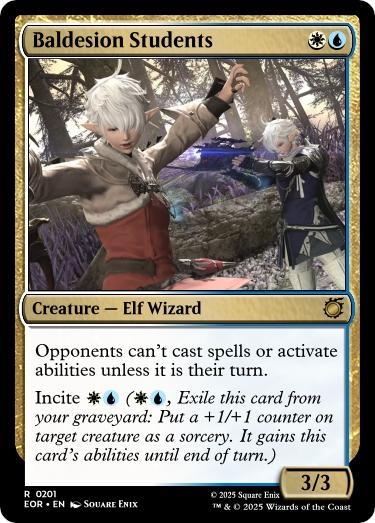 Baldesion Students
Creature — Elf Wizard
Opponents can't cast spells or activate
abilities unless it is their turn.
Incite (, Exile this card from
your graveyard: Put a +1/+1 counter on
target creature as a sorcery. It gains this
card's abilities until end of turn.)
3/3
R 0201
EOR • EN SQUARE ENIX
© 2025 Square Enix
™ & © 2025 Wizards of the Coast